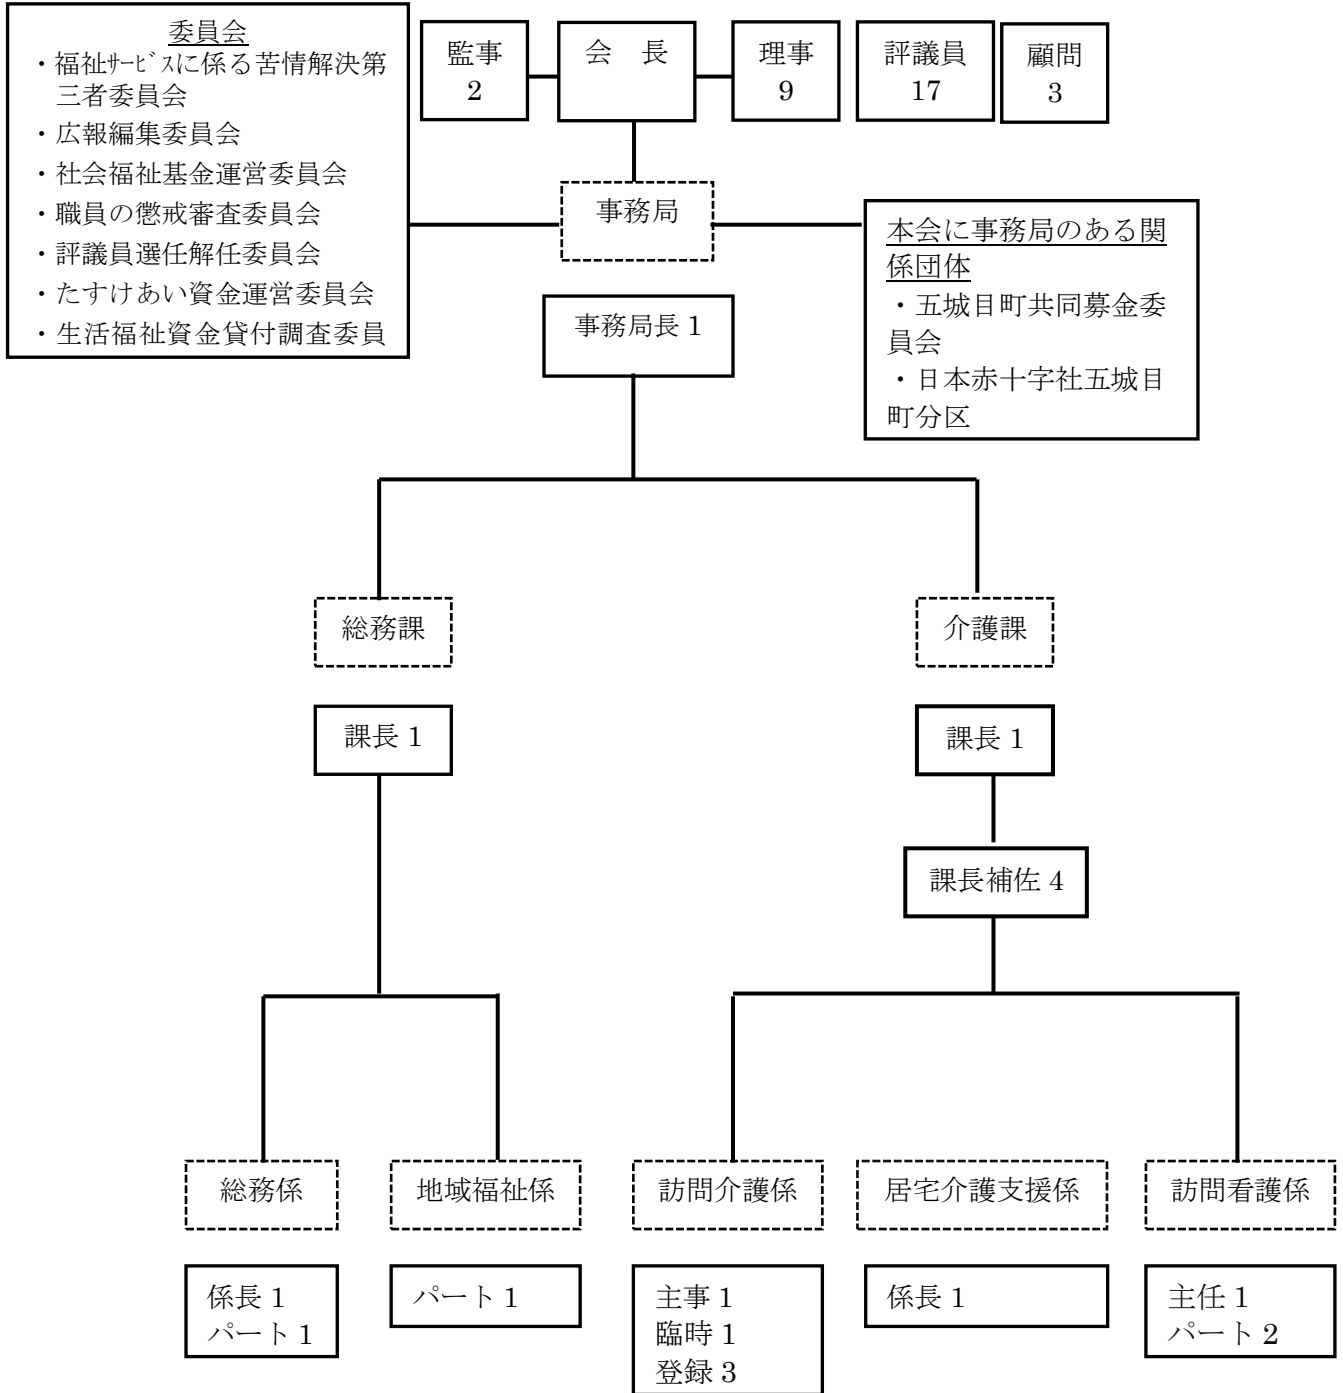 委員会
・福祉ｻｰﾋﾞｽに係る苦情解決第
三者委員会
・広報編集委員会
・社会福祉基金運営委員会
・職員の懲戒審査委員会
・評議員選任解任委員会
・たすけあい資金運営委員会
・生活福祉資金貸付調査委員
監事
2
会　長
理事
9
評議員
17
顧問
3
事務局
本会に事務局のある関
係団体
・五城目町共同募金委
員会
・日本赤十字社五城目
町分区
事務局長 1
総務課
介護課
課長 1
課長 1
課長補佐 4
総務係
地域福祉係
訪問介護係
居宅介護支援係
訪問看護係
係長 1
パート 1
パート 1
主事 1
臨時 1
登録 3
係長 1
主任 1
パート 2